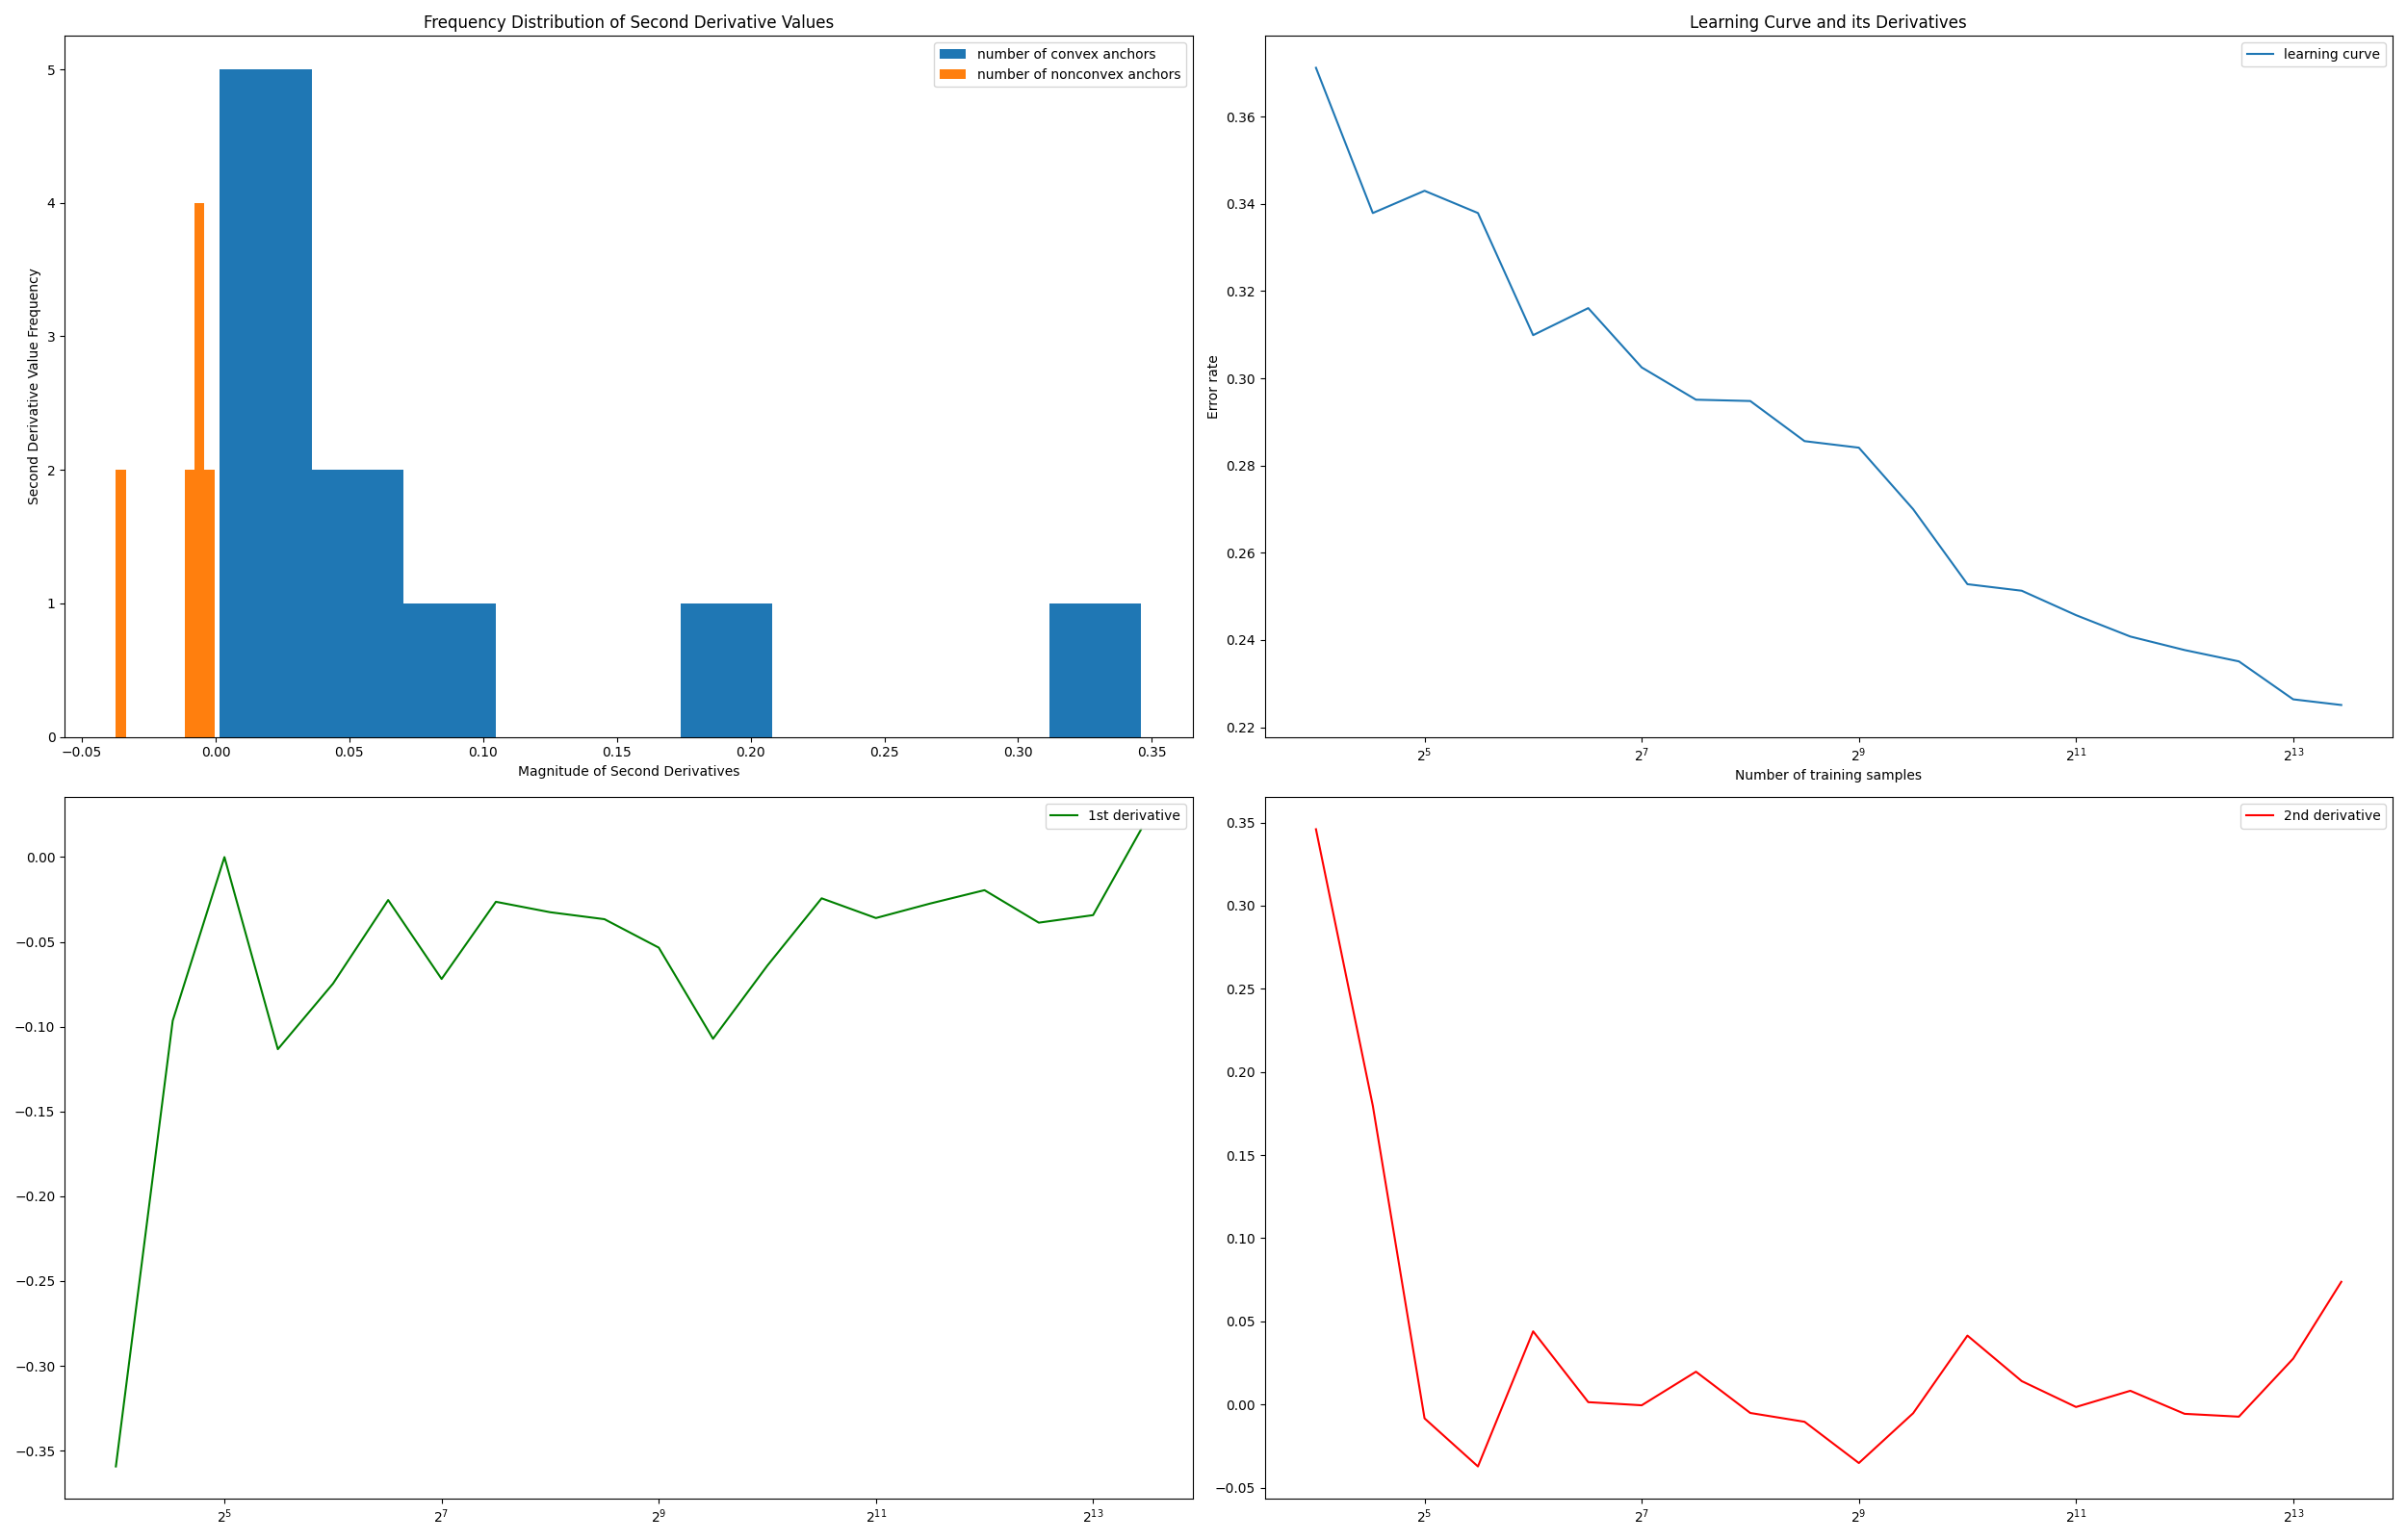 Frequency Distribution of Second Derivative Values
number of convex anchors
number of nonconvex anchors
Second Derivative Value Frequency
5
4
3
2
1
0
−0.05 0.00 0.05 0.10 0.15 0.20 0.25 0.30 0.35
Magnitude of Second Derivatives
Learning Curve and its Derivatives
learning curve
Error rate
0.36
0.34
0.32
0.30
0.28
0.26
0.24
0.22
2^5 2^7 2^9 2^11 2^13
Number of training samples
1st derivative
0.00
−0.05
−0.10
−0.15
−0.20
−0.25
−0.30
−0.35
2^5 2^7 2^9 2^11 2^13
2nd derivative
0.35
0.30
0.25
0.20
0.15
0.10
0.05
0.00
−0.05
2^5 2^7 2^9 2^11 2^13